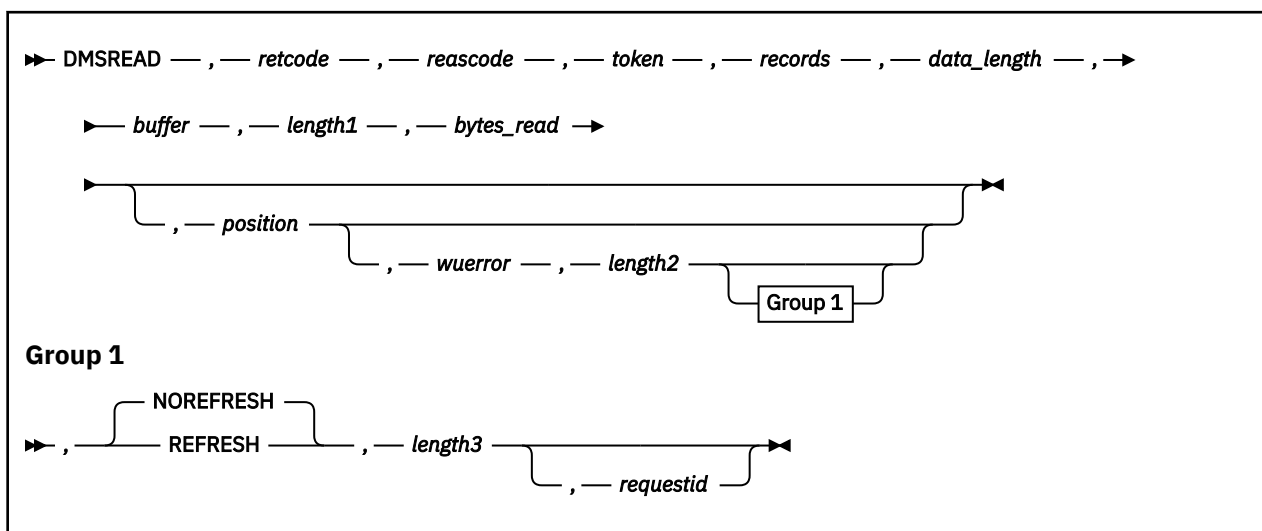 DMSREAD , retcode , reascode , token , records , data_length ,
buffer , length1 , bytes_read
, position
, wuerror , length2
Group 1
Group 1
NOREFRESH
, REFRESH , length3
, requestid